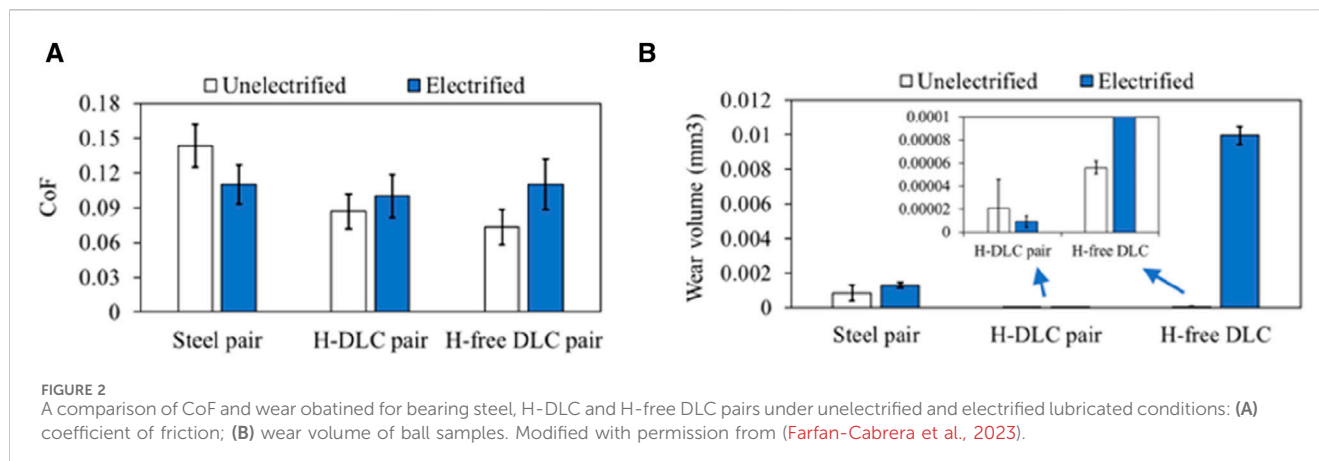 A
Unelectrified Electrified
0.18
0.15
0.12
0.09
0.06
0.03
0
CoF
Steel pair H-DLC pair H-free DLC pair
B
Unelectrified Electrified
0.012
0.01
0.008
0.006
0.004
0.002
0
Wear volume (mm3)
0.0001
0.00008
0.00006
0.00004
0.00002
0
H-DLC pair H-free DLC
Steel pair H-DLC pair H-free DLC
FIGURE 2
A comparison of CoF and wear obatined for bearing steel, H-DLC and H-free DLC pairs under unelectrified and electrified lubricated conditions: (A)
coefficient of friction; (B) wear volume of ball samples. Modified with permission from (Farfan-Cabrera et al., 2023).